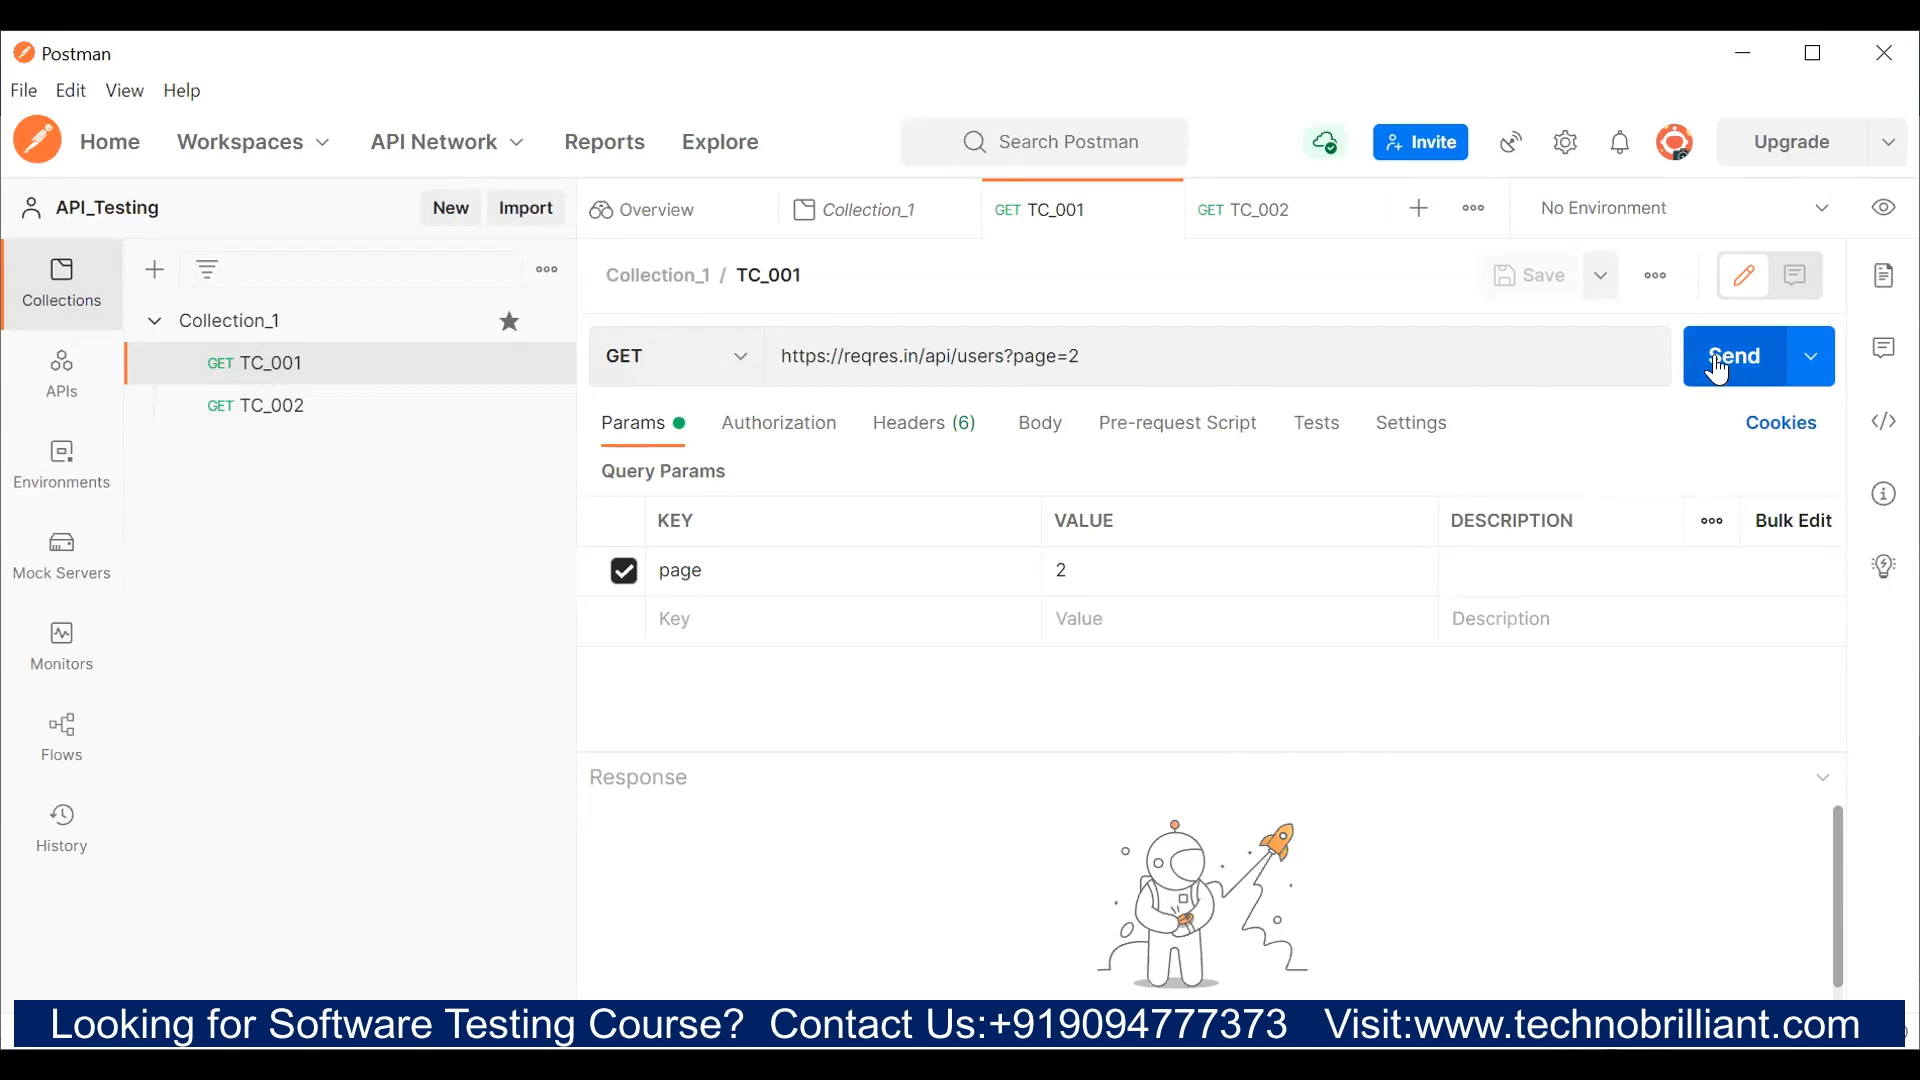 Postman
File Edit View Help
Home Workspaces API Network Reports Explore Search Postman Invite Upgrade
API_Testing New Import Overview Collection_1 GET TC_001 GET TC_002 No Environment
Collections
Collection_1
GET TC_001
GET TC_002
APIs
Environments
Mock Servers
Monitors
Flows
History
Collection_1 / TC_001 Save
GET https://reqres.in/api/users?page=2 Send
Params Authorization Headers (6) Body Pre-request Script Tests Settings Cookies
Query Params
KEY VALUE DESCRIPTION Bulk Edit
page 2
Key Value Description
Response
Looking for Software Testing Course? Contact Us:+919094777373 Visit:www.technobrilliant.com